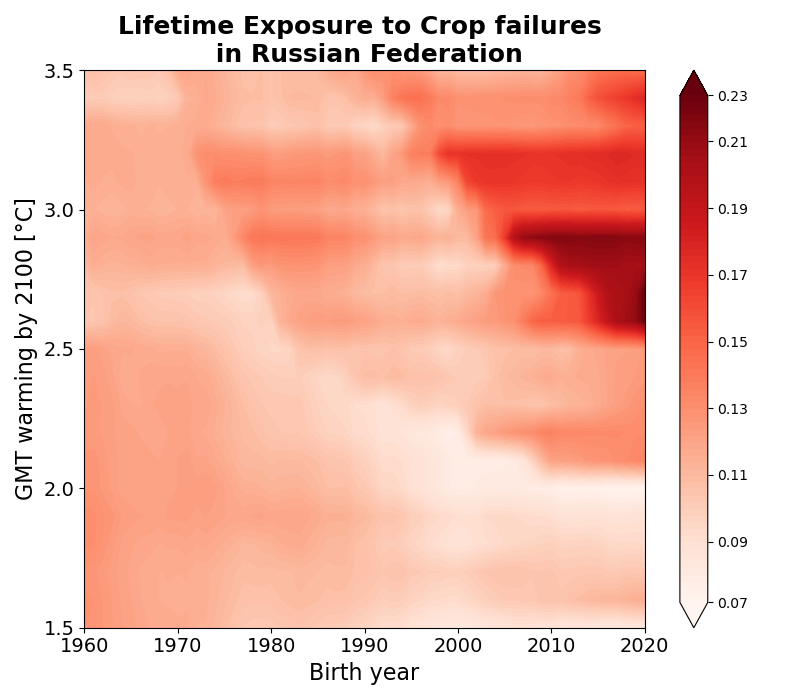 Lifetime Exposure to Crop failures
in Russian Federation
GMT warming by 2100 [°C]
3.5
3.0
2.5
2.0
1.5
1960 1970 1980 1990 2000 2010 2020
Birth year
0.23
0.21
0.19
0.17
0.15
0.13
0.11
0.09
0.07